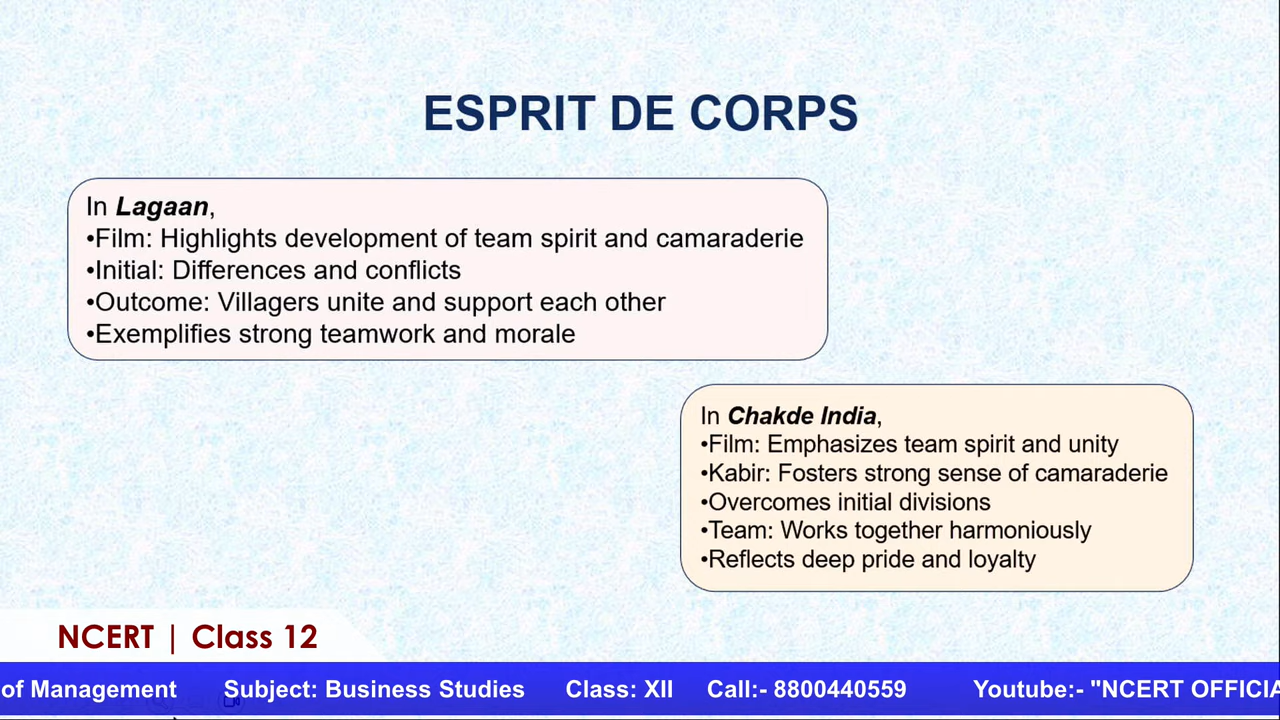 ESPRIT DE CORPS
In Lagaan,
•Film: Highlights development of team spirit and camaraderie
•Initial: Differences and conflicts
•Outcome: Villagers unite and support each other
•Exemplifies strong teamwork and morale
In Chakde India,
•Film: Emphasizes team spirit and unity
•Kabir: Fosters strong sense of camaraderie
•Overcomes initial divisions
•Team: Works together harmoniously
•Reflects deep pride and loyalty
NCERT | Class 12
of Management Subject: Business Studies Class: XII Call:- 8800440559 Youtube:- "NCERT OFFICIA